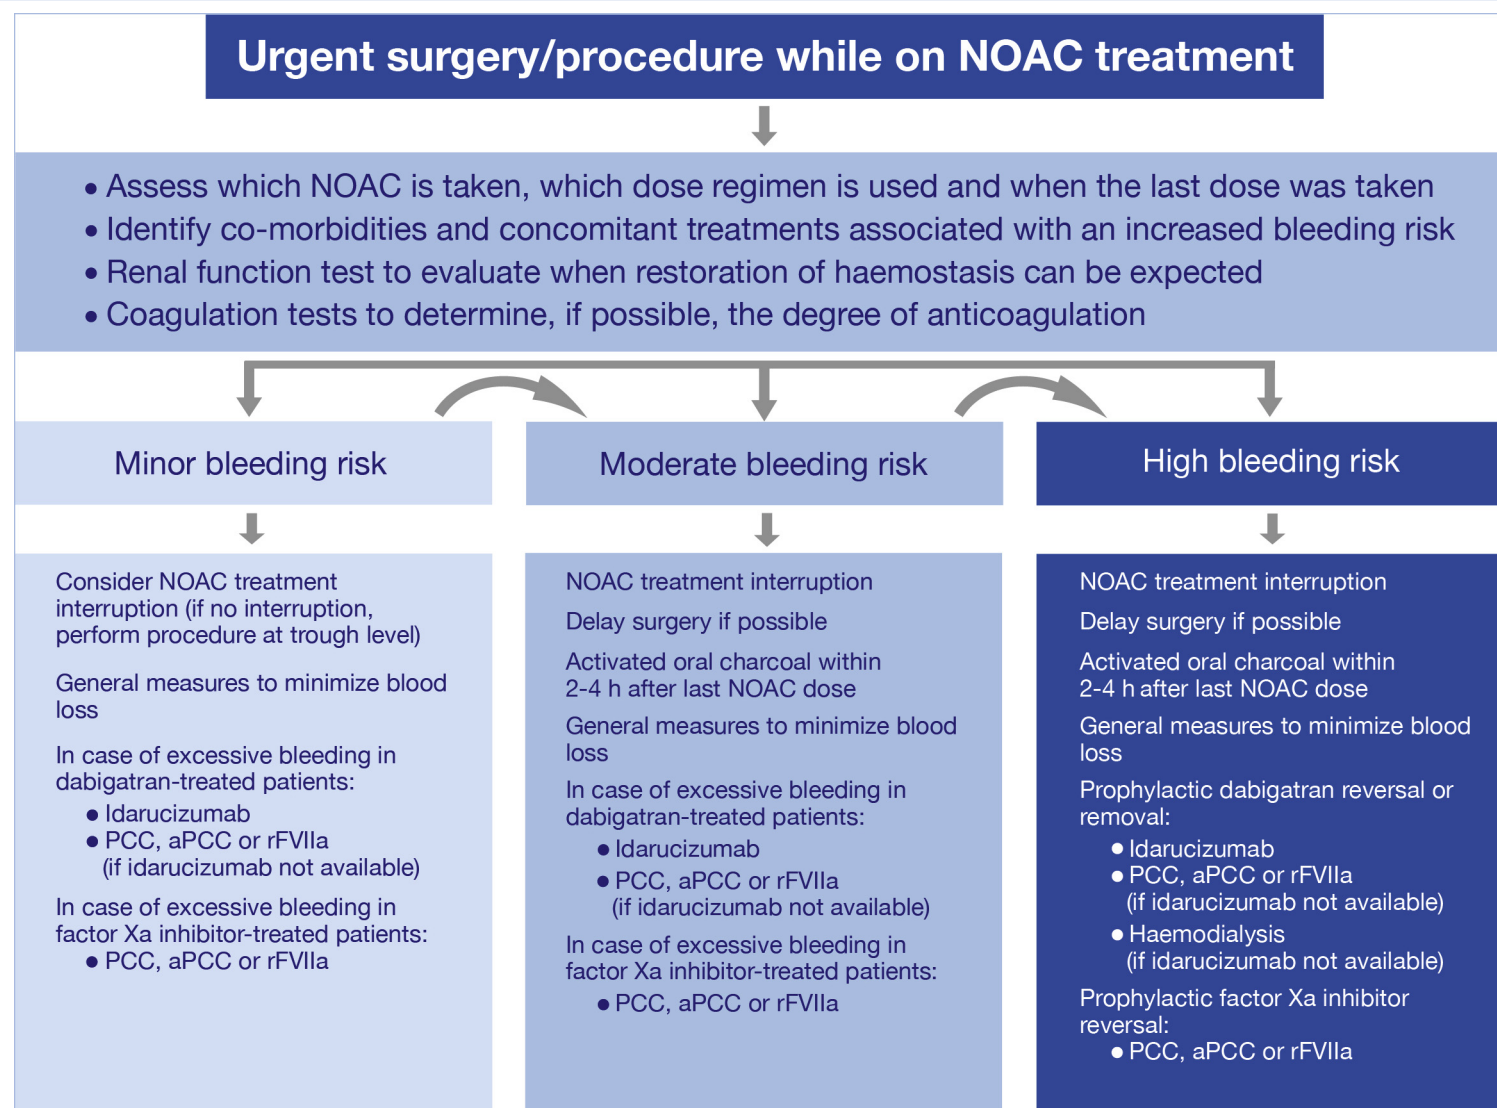 Urgent surgery/procedure while on NOAC treatment
• Assess which NOAC is taken, which dose regimen is used and when the last dose was taken
• Identify co-morbidities and concomitant treatments associated with an increased bleeding risk
• Renal function test to evaluate when restoration of haemostasis can be expected
• Coagulation tests to determine, if possible, the degree of anticoagulation
Minor bleeding risk
Consider NOAC treatment
interruption (if no interruption,
perform procedure at trough level)
General measures to minimize blood
loss
In case of excessive bleeding in
dabigatran-treated patients:
• Idarucizumab
• PCC, aPCC or rFVIIa
(if idarucizumab not available)
In case of excessive bleeding in
factor Xa inhibitor-treated patients:
• PCC, aPCC or rFVIIa
Moderate bleeding risk
NOAC treatment interruption
Delay surgery if possible
Activated oral charcoal within
2-4 h after last NOAC dose
General measures to minimize blood
loss
In case of excessive bleeding in
dabigatran-treated patients:
• Idarucizumab
• PCC, aPCC or rFVIIa
(if idarucizumab not available)
In case of excessive bleeding in
factor Xa inhibitor-treated patients:
• PCC, aPCC or rFVIIa
High bleeding risk
NOAC treatment interruption
Delay surgery if possible
Activated oral charcoal within
2-4 h after last NOAC dose
General measures to minimize blood
loss
Prophylactic dabigatran reversal or
removal:
• Idarucizumab
• PCC, aPCC or rFVIIa
(if idarucizumab not available)
• Haemodialysis
(if idarucizumab not available)
Prophylactic factor Xa inhibitor
reversal:
• PCC, aPCC or rFVIIa